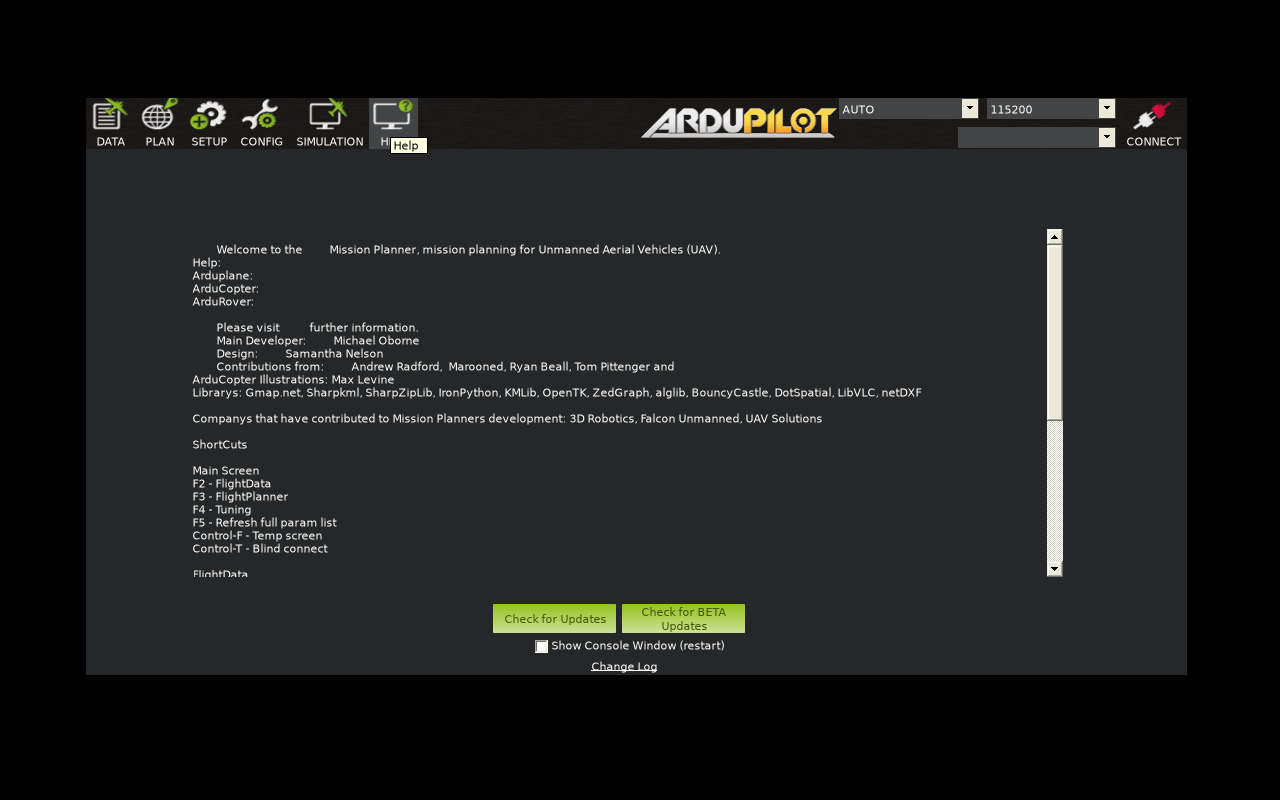 DATA PLAN SETUP CONFIG SIMULATION
Help
ARDUPILOT
AUTO
115200
CONNECT
Welcome to the Mission Planner, mission planning for Unmanned Aerial Vehicles (UAV).
Help:
Arduplane:
ArduCopter:
ArduRover:
Please visit further information.
Main Developer: Michael Oborne
Design: Samantha Nelson
Contributions from: Andrew Radford, Marooned, Ryan Beall, Tom Pittenger and
ArduCopter Illustrations: Max Levine
Librarys: Gmap.net, Sharpkml, SharpZipLib, IronPython, KMLib, OpenTK, ZedGraph, alglib, BouncyCastle, DotSpatial, LibVLC, netDXF
Companys that have contributed to Mission Planners development: 3D Robotics, Falcon Unmanned, UAV Solutions
ShortCuts
Main Screen
F2 - FlightData
F3 - FlightPlanner
F4 - Tuning
F5 - Refresh full param list
Control-F - Temp screen
Control-T - Blind connect
FlightData
Check for Updates
Check for BETA
Updates
Show Console Window (restart)
Change Log